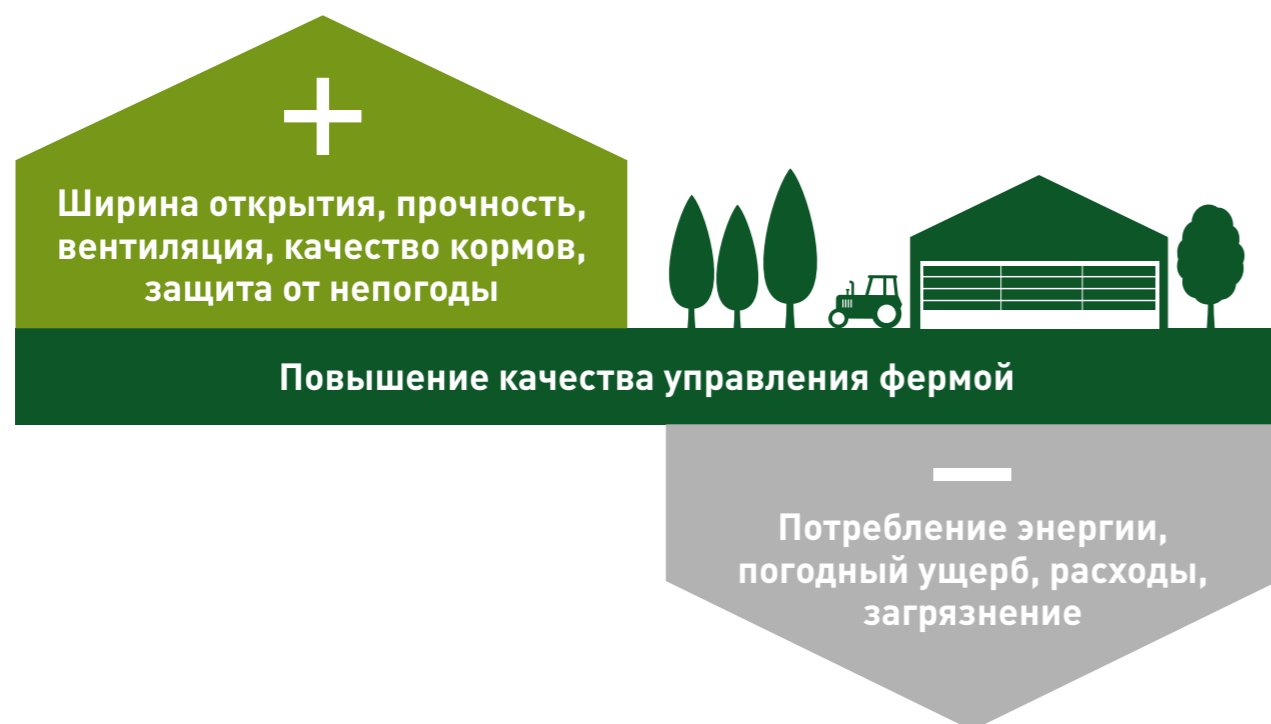 +
Ширина открытия, прочность,
вентиляция, качество кормов,
защита от непогоды
Повышение качества управления фермой
−
Потребление энергии,
погодный ущерб, расходы,
загрязнение